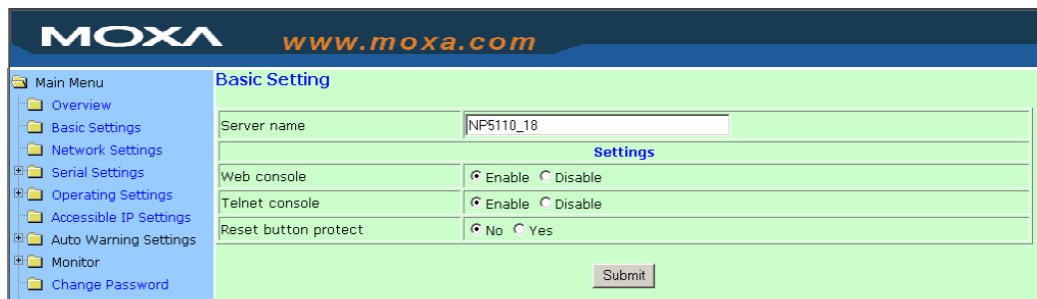 MOXA www.moxa.com
Main Menu
Overview
Basic Settings
Network Settings
Serial Settings
Operating Settings
Accessible IP Settings
Auto Warning Settings
Monitor
Change Password
Basic Setting
Server name NP5110_18
Settings
Web console Enable Disable
Telnet console Enable Disable
Reset button protect No Yes
Submit